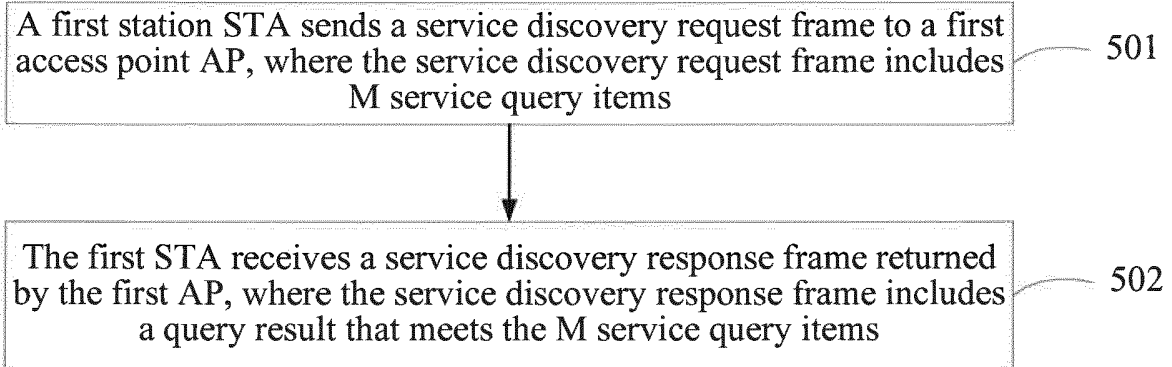 A first station STA sends a service discovery request frame to a first
access point AP, where the service discovery request frame includes
M service query items
501
The first STA receives a service discovery response frame returned
by the first AP, where the service discovery response frame includes
a query result that meets the M service query items
502